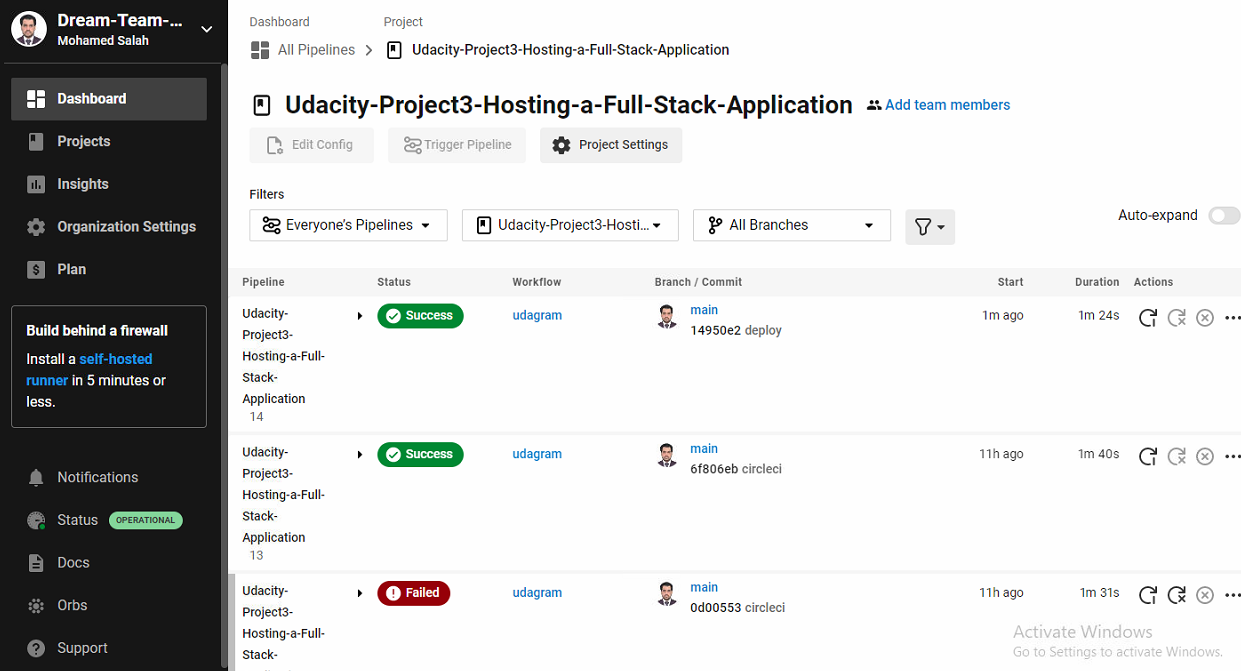 Dream-Team-...
Mohamed Salah
Dashboard
Projects
Insights
Organization Settings
Plan
Build behind a firewall
Install a self-hosted
runner in 5 minutes or
less.
Notifications
Status OPERATIONAL
Docs
Orbs
Support
Dashboard Project
All Pipelines Udacity-Project3-Hosting-a-Full-Stack-Application
Udacity-Project3-Hosting-a-Full-Stack-Application Add team members
Edit Config Trigger Pipeline Project Settings
Filters
Everyone's Pipelines Udacity-Project3-Hosti... All Branches Auto-expand
Pipeline Status Workflow Branch / Commit Start Duration Actions
Udacity-
Project3-
Hosting-a-Full-
Stack-
Application
14
Success udagram main 1m ago 1m 24s
14950e2 deploy
Udacity-
Project3-
Hosting-a-Full-
Stack-
Application
13
Success udagram main 11h ago 1m 40s
6f806eb circleci
Udacity-
Project3-
Hosting-a-Full-
Stack-
Failed udagram main 11h ago 1m 31s
0d00553 circleci
Activate Windows
Go to Settings to activate Windows.